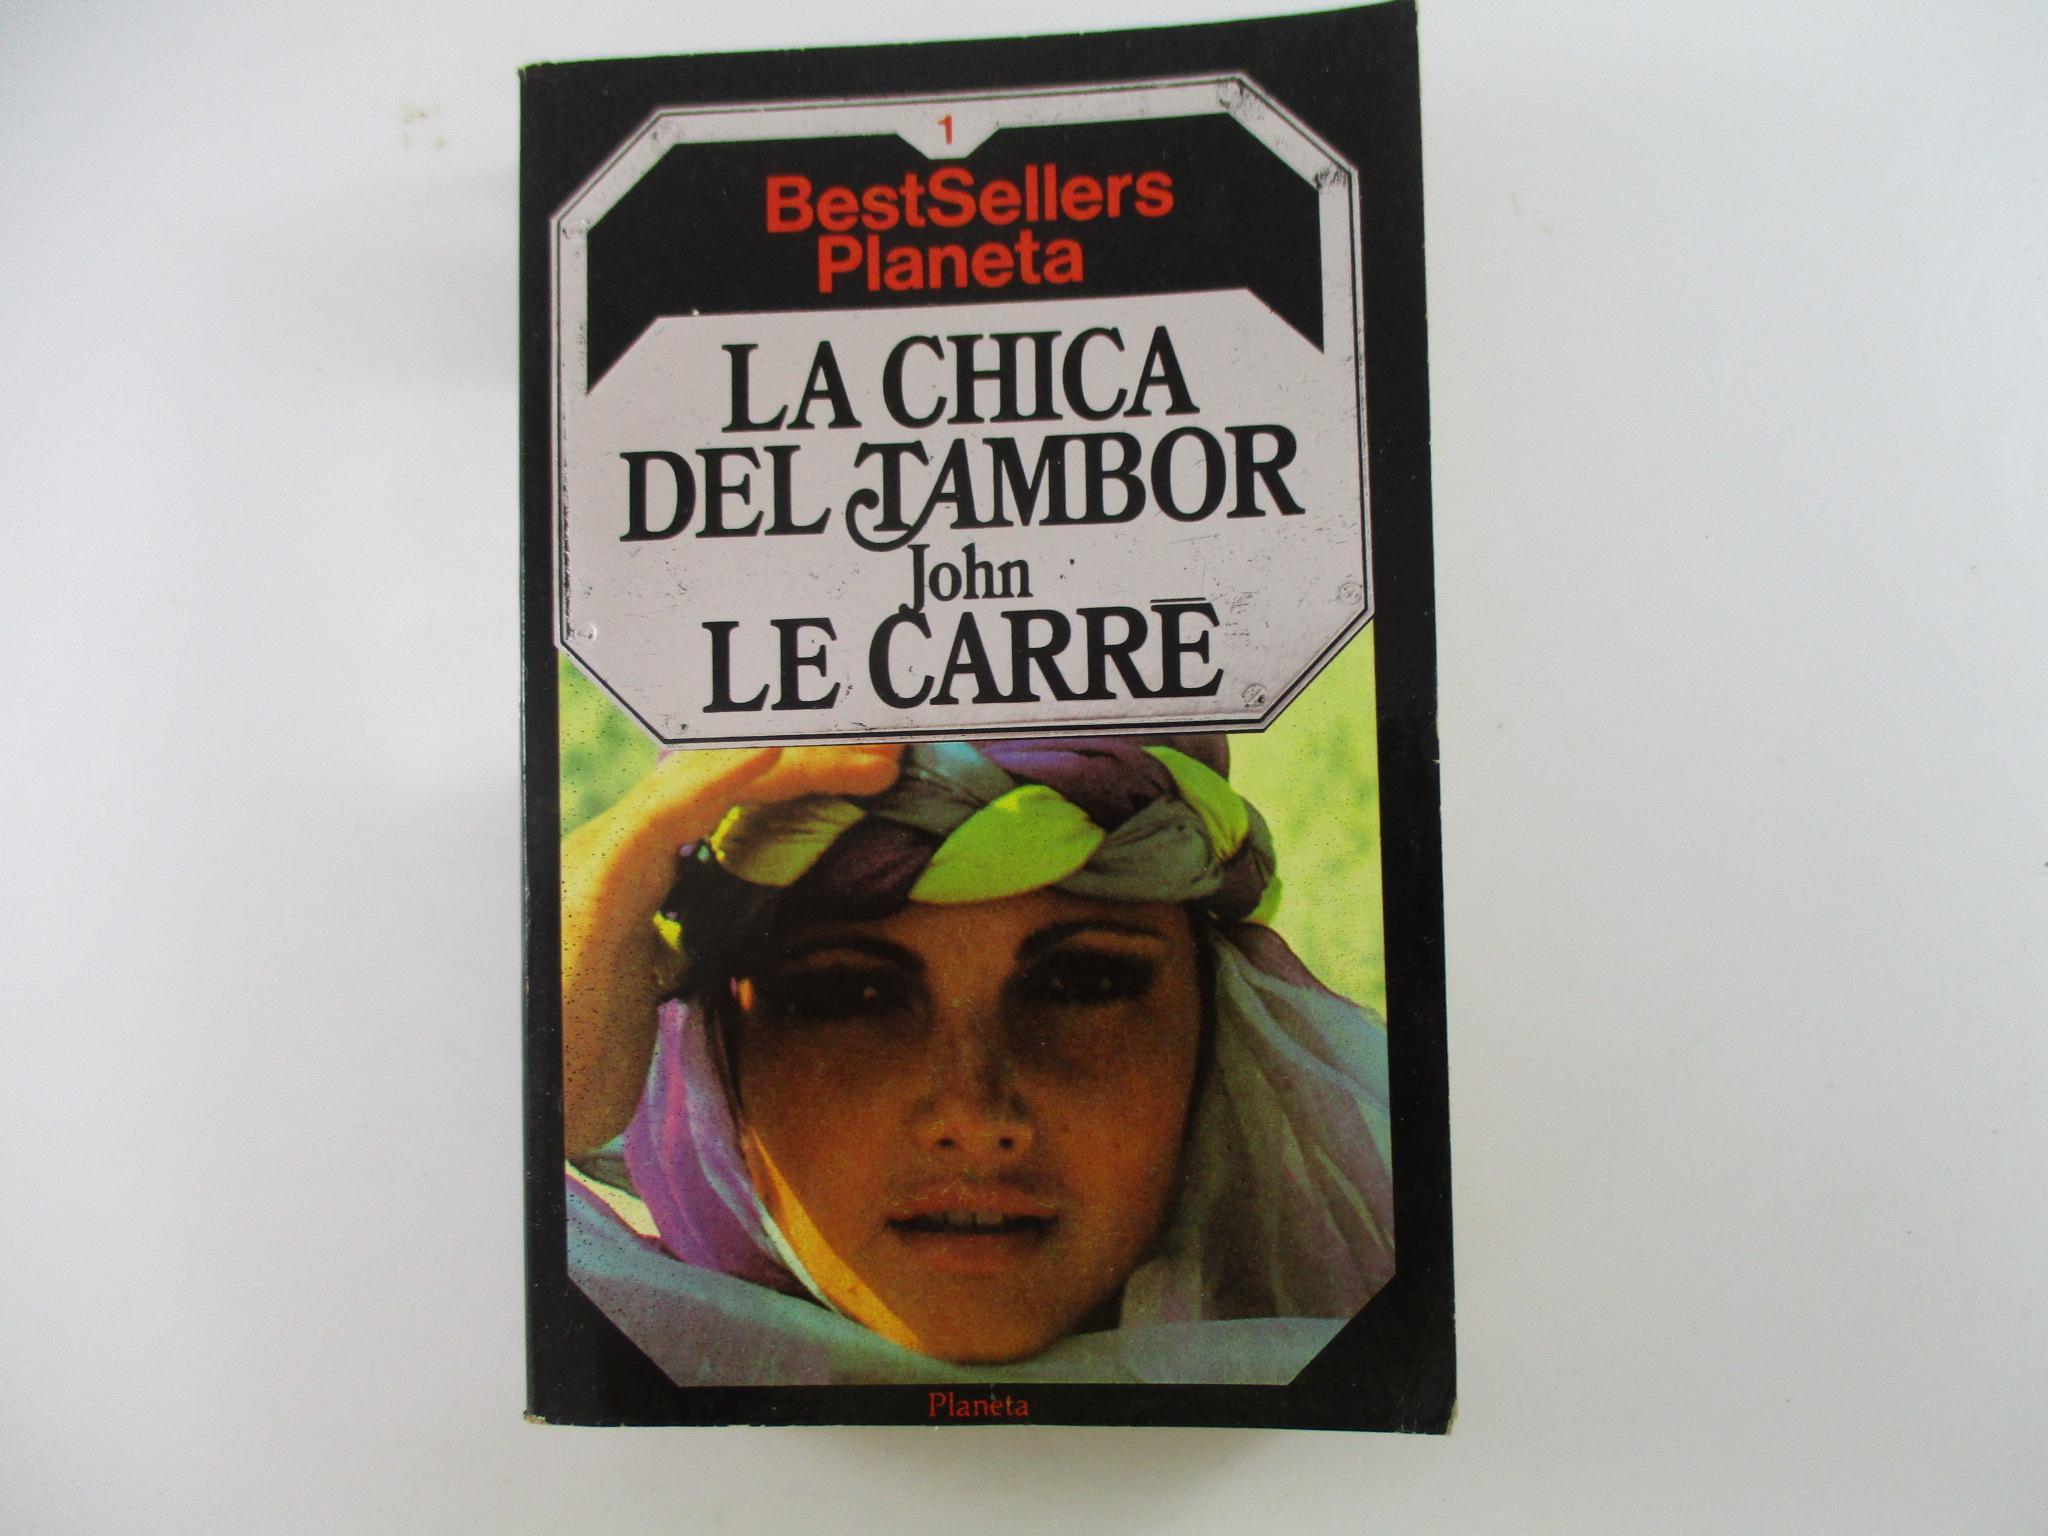 1
BestSellers
Planeta
LA CHICA
DEL TAMBOR
John
LE CARRÉ
Planeta